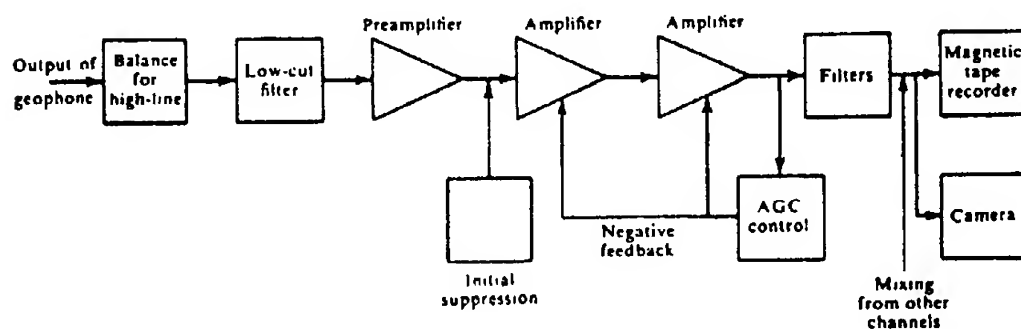 Preamplifier
Amplifier
Amplifier
Output of
geophone
Balance
for
high-line
Low-cut
filter
Filters
Magnetic
tape
recorder
AGC
control
Camera
Negative
feedback
Initial
suppression
Mixing
from other
channels